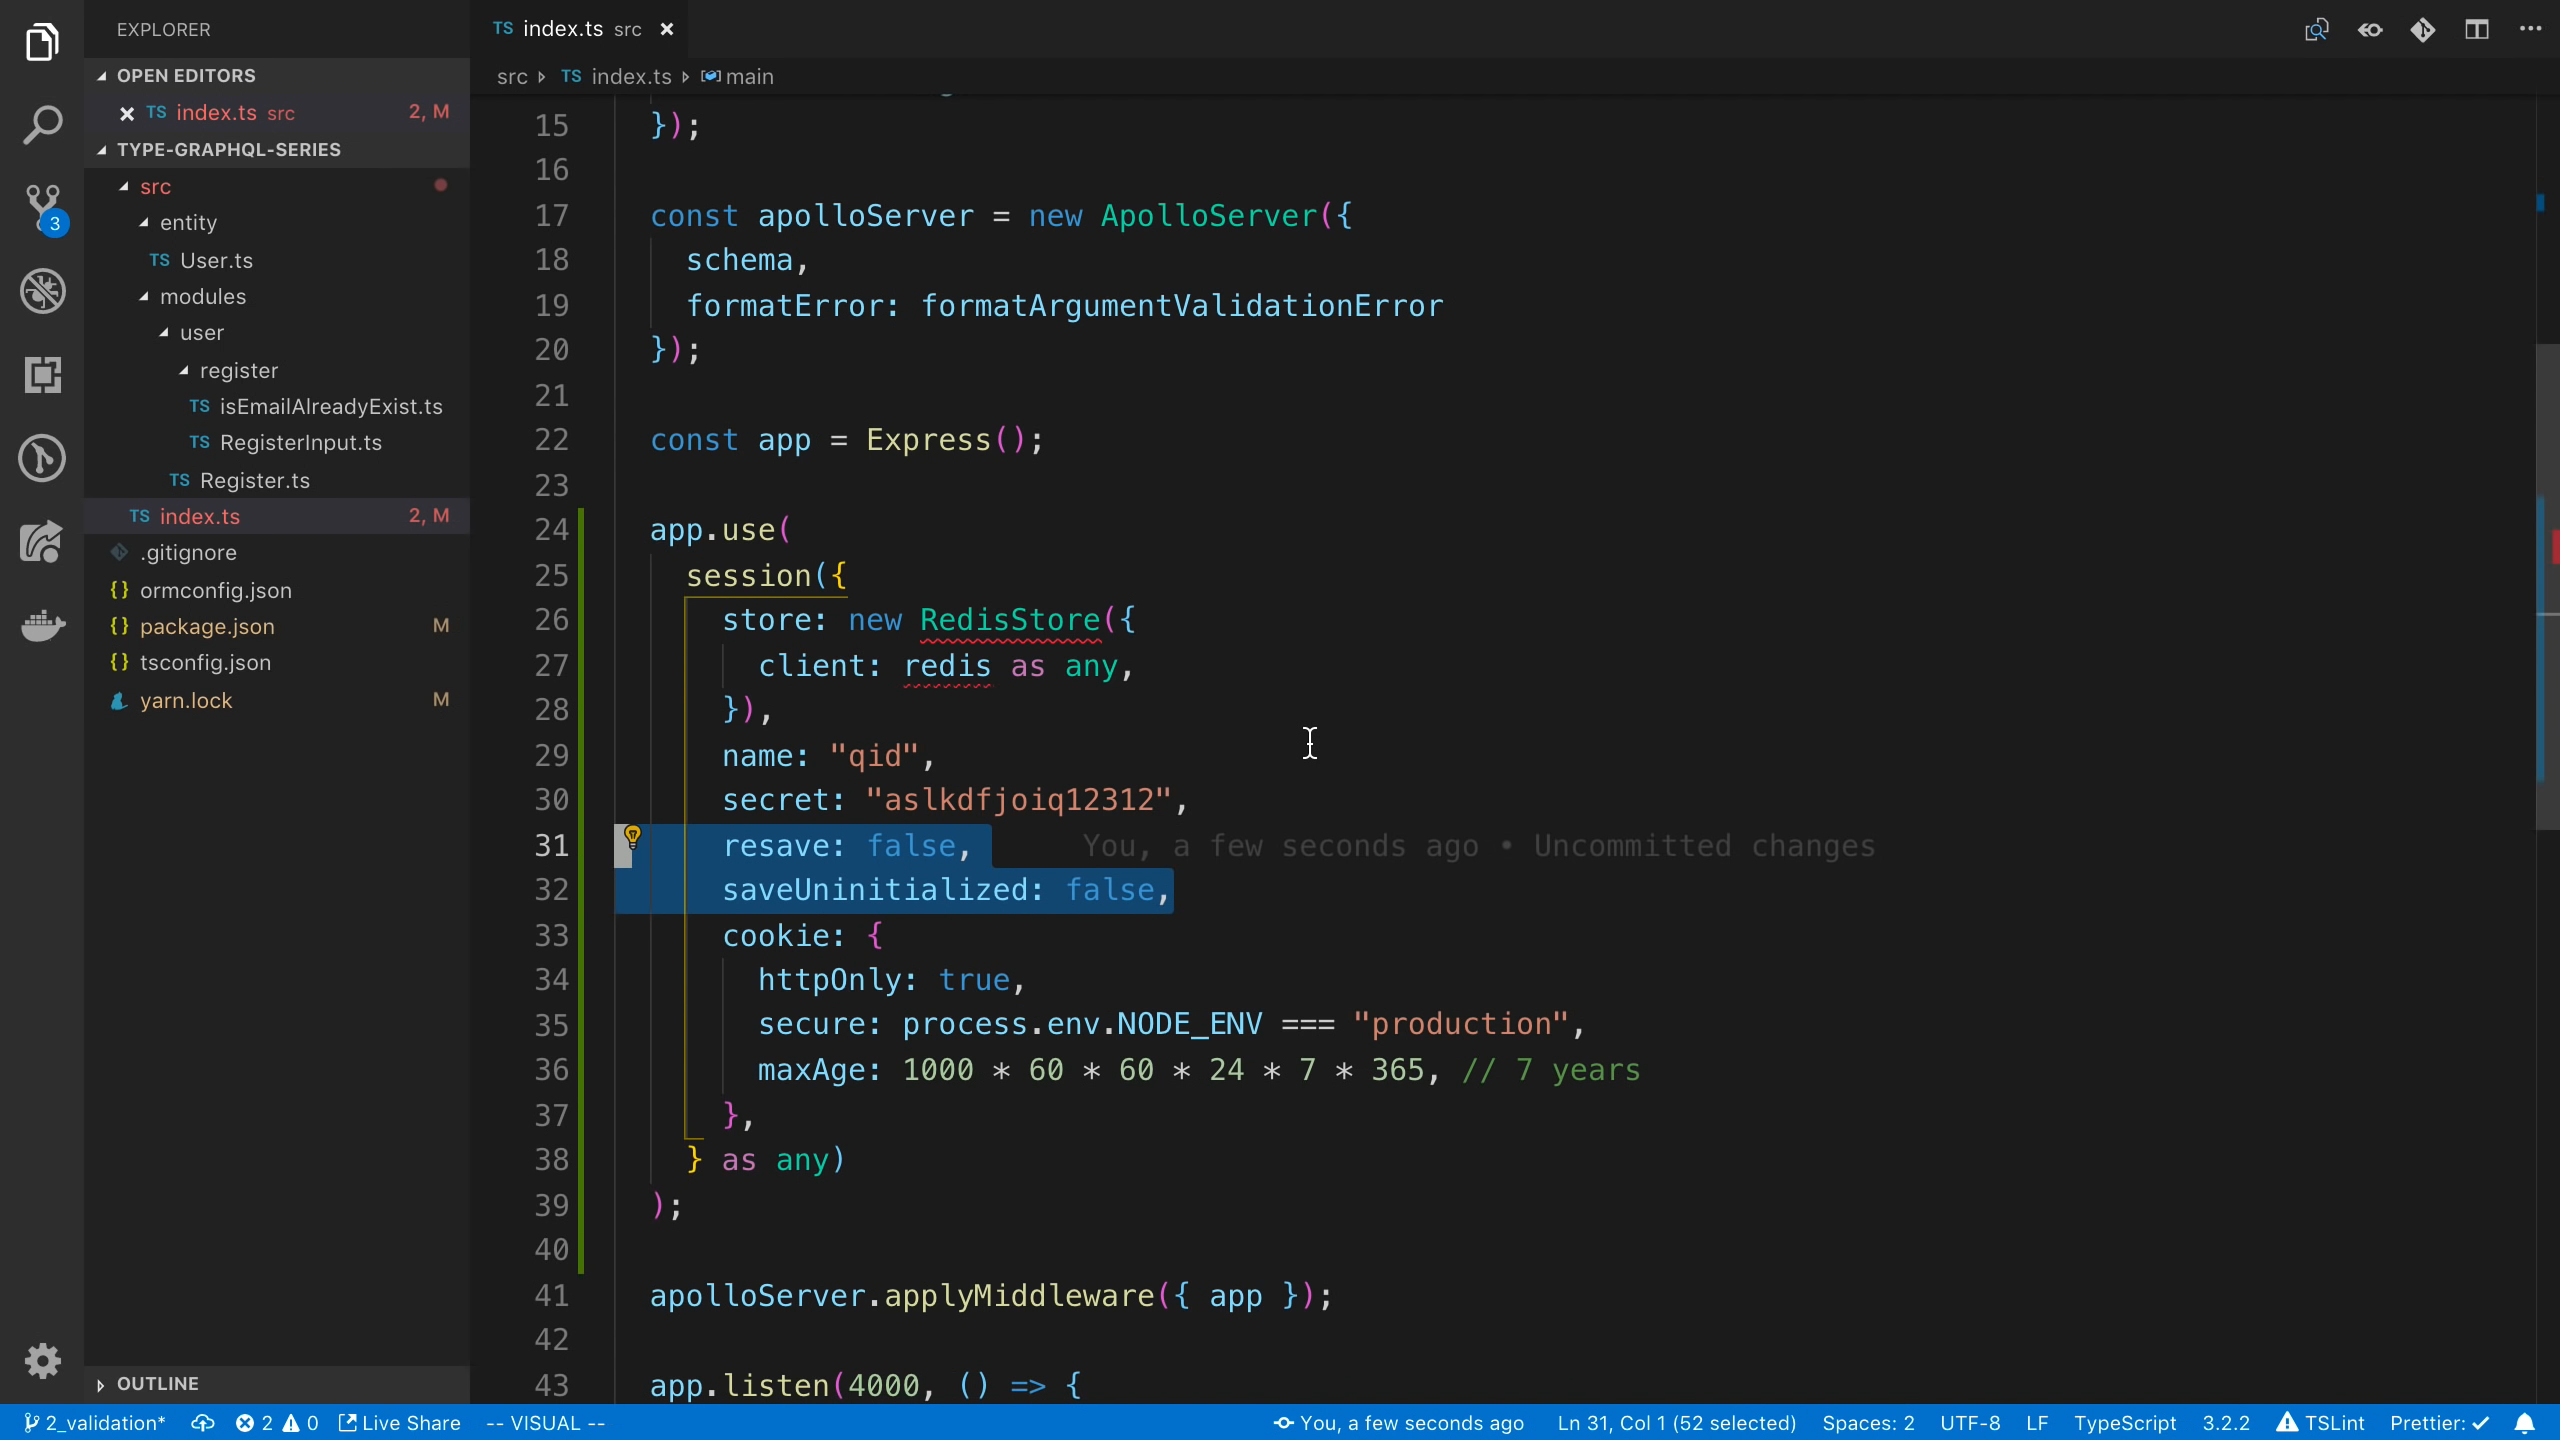 EXPLORER
OPEN EDITORS
TS index.ts src 2, M
TYPE-GRAPHQL-SERIES
src
entity
TS User.ts
modules
user
register
TS isEmailAlreadyExist.ts
TS RegisterInput.ts
TS Register.ts
TS index.ts 2, M
.gitignore
{} ormconfig.json
{} package.json M
{} tsconfig.json
yarn.lock M
3
OUTLINE
TS index.ts src
src TS index.ts main
15 });
16
17 const apolloServer = new ApolloServer({
18 schema,
19 formatError: formatArgumentValidationError
20 });
21
22 const app = Express();
23
24 app.use(
25 session({
26 store: new RedisStore({
27 client: redis as any,
28 }),
29 name: "qid",
30 secret: "aslkdfjoiq12312",
31 resave: false, You, a few seconds ago • Uncommitted changes
32 saveUninitialized: false,
33 cookie: {
34 httpOnly: true,
35 secure: process.env.NODE_ENV === "production",
36 maxAge: 1000 * 60 * 60 * 24 * 7 * 365, // 7 years
37 },
38 } as any)
39 );
40
41 apolloServer.applyMiddleware({ app });
42
43 app.listen(4000, () => {
2_validation* 2 0 Live Share -- VISUAL -- You, a few seconds ago Ln 31, Col 1 (52 selected) Spaces: 2 UTF-8 LF TypeScript 3.2.2 TSLint Prettier: ✓